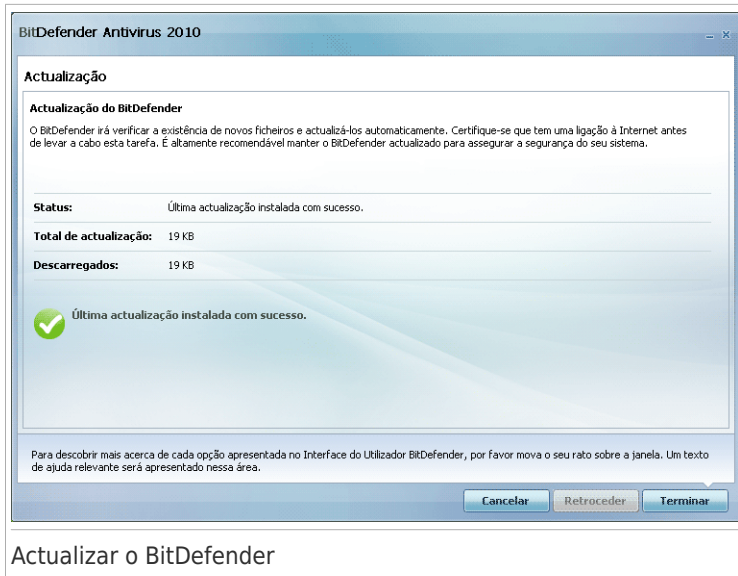 BitDefender Antivirus 2010
Actualização
Actualização do BitDefender
O BitDefender irá verificar a existência de novos ficheiros e actualizá-los automaticamente. Certifique-se que tem uma ligação à Internet antes
de levar a cabo esta tarefa. É altamente recomendável manter o BitDefender actualizado para assegurar a segurança do seu sistema.
Status: Última actualização instalada com sucesso.
Total de actualização: 19 KB
Descarregados: 19 KB
Última actualização instalada com sucesso.
Para descobrir mais acerca de cada opção apresentada no Interface do Utilizador BitDefender, por favor mova o seu rato sobre a janela. Um texto
de ajuda relevante será apresentado nessa área.
Cancelar Retroceder Terminar
Actualizar o BitDefender